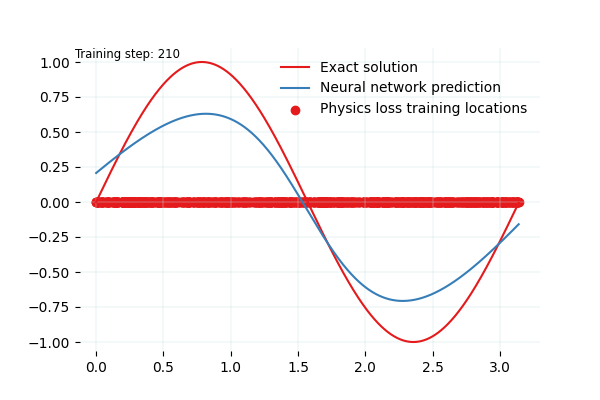 Training step: 210
Exact solution
Neural network prediction
Physics loss training locations
1.00
0.75
0.50
0.25
0.00
−0.25
−0.50
−0.75
−1.00
0.0 0.5 1.0 1.5 2.0 2.5 3.0